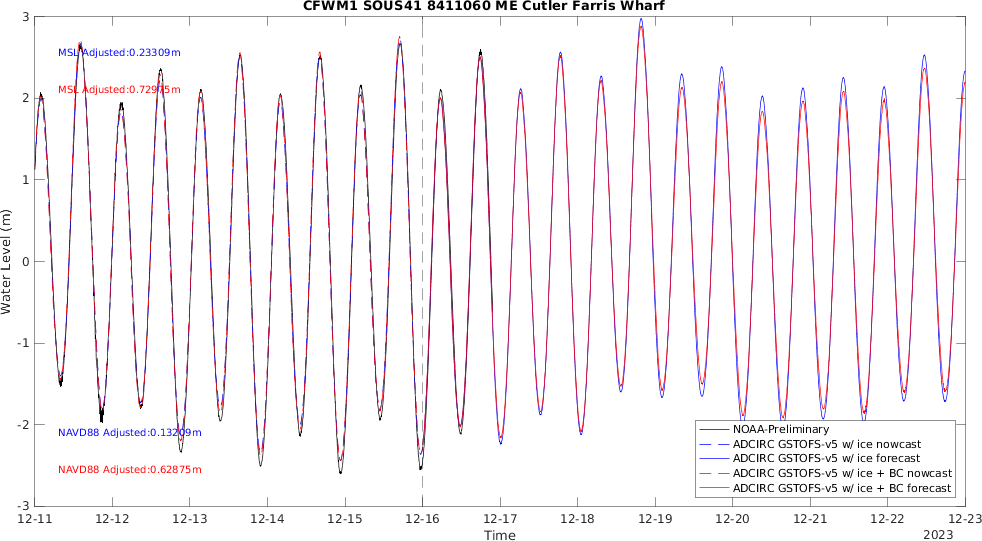 CFWM1 SOUS41 8411060 ME Cutler Farris Wharf
3
2
1
0
-1
-2
-3
Water Level (m)
MSL Adjusted:0.23309m
MSL Adjusted:0.72975m
NAVD88 Adjusted:0.13209m
NAVD88 Adjusted:0.62875m
NOAA-Preliminary
ADCIRC GSTOFS-v5 w/ ice nowcast
ADCIRC GSTOFS-v5 w/ ice forecast
ADCIRC GSTOFS-v5 w/ ice + BC nowcast
ADCIRC GSTOFS-v5 w/ ice + BC forecast
12-11 12-12 12-13 12-14 12-15 12-16 12-17 12-18 12-19 12-20 12-21 12-22 12-23
Time
2023